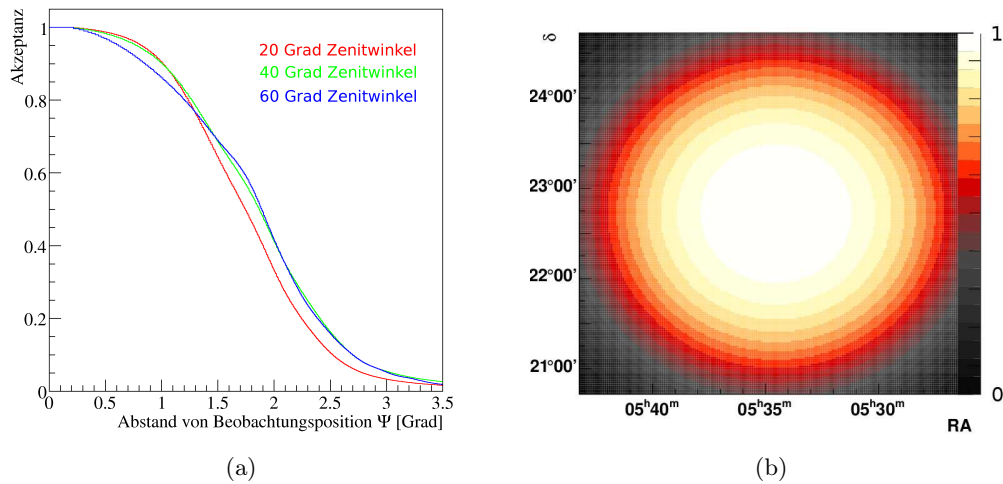 Akzeptanz
1
0.8
0.6
0.4
0.2
0
20 Grad Zenitwinkel
40 Grad Zenitwinkel
60 Grad Zenitwinkel
0 0.5 1 1.5 2 2.5 3 3.5
Abstand von Beobachtungsposition Ψ [Grad]
(a)
δ
24°00'
23°00'
22°00'
21°00'
05ʰ40ᵐ 05ʰ35ᵐ 05ʰ30ᵐ
RA
1
0
(b)